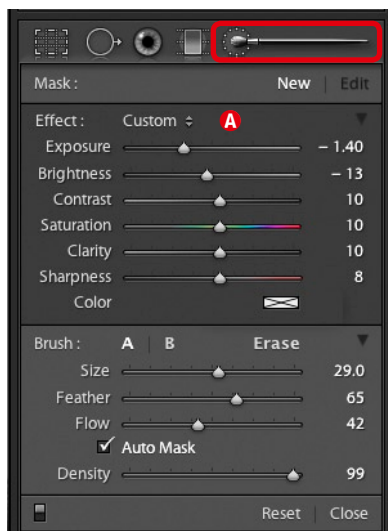 Mask : New | Edit
Effect : Custom A
Exposure – 1.40
Brightness – 13
Contrast 10
Saturation 10
Clarity 10
Sharpness 8
Color
Brush : A | B Erase
Size 29.0
Feather 65
Flow 42
Auto Mask
Density 99
Reset | Close